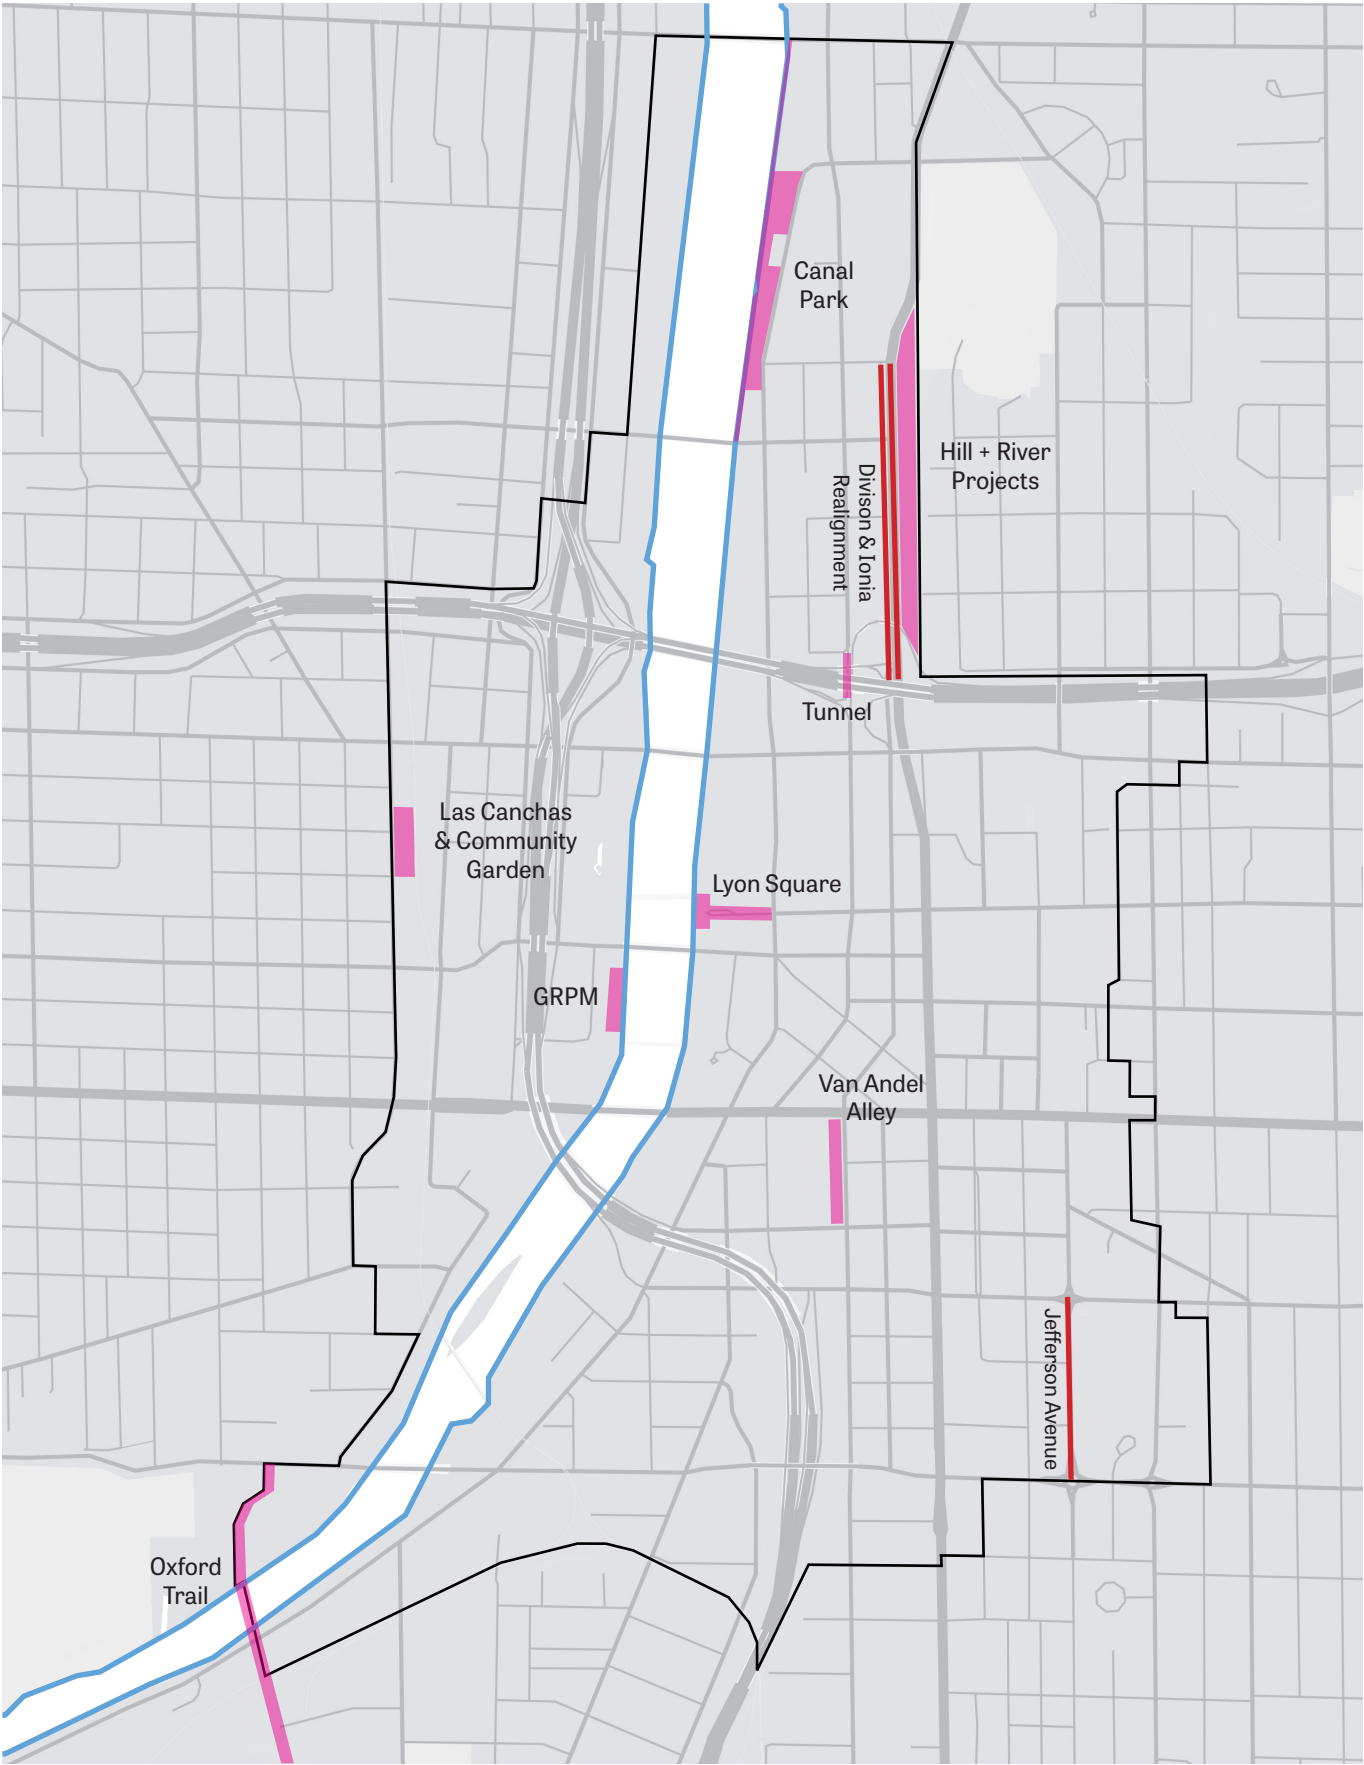 Canal
Park
Hill + River
Projects
Divison & Ionia
Realignment
Tunnel
Las Canchas
& Community
Garden
Lyon Square
GRPM
Van Andel
Alley
Jefferson Avenue
Oxford
Trail